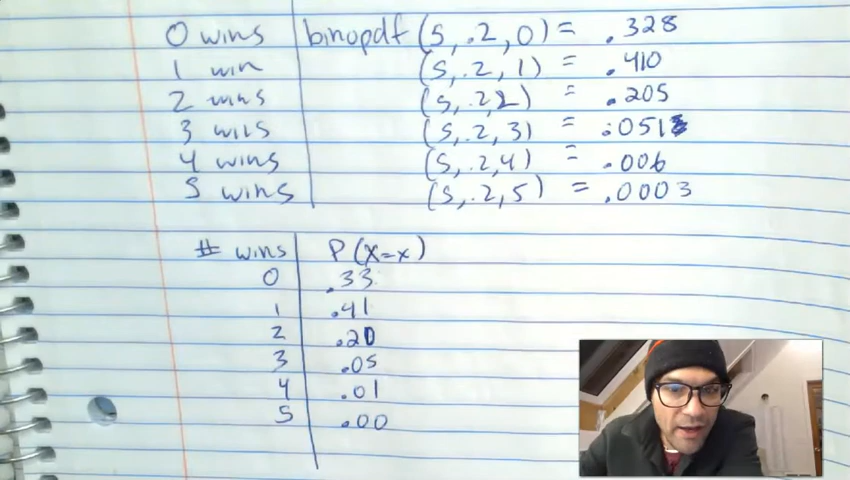 0 wins binopdf (5, .2, 0) = .328
1 win (5, .2, 1) = .410
2 wins (5, .2, 2) = .205
3 wins (5, .2, 3) = .051
4 wins (5, .2, 4) = .006
5 wins (5, .2, 5) = .0003
# wins P(X=x)
0 .33
1 .41
2 .20
3 .05
4 .01
5 .00